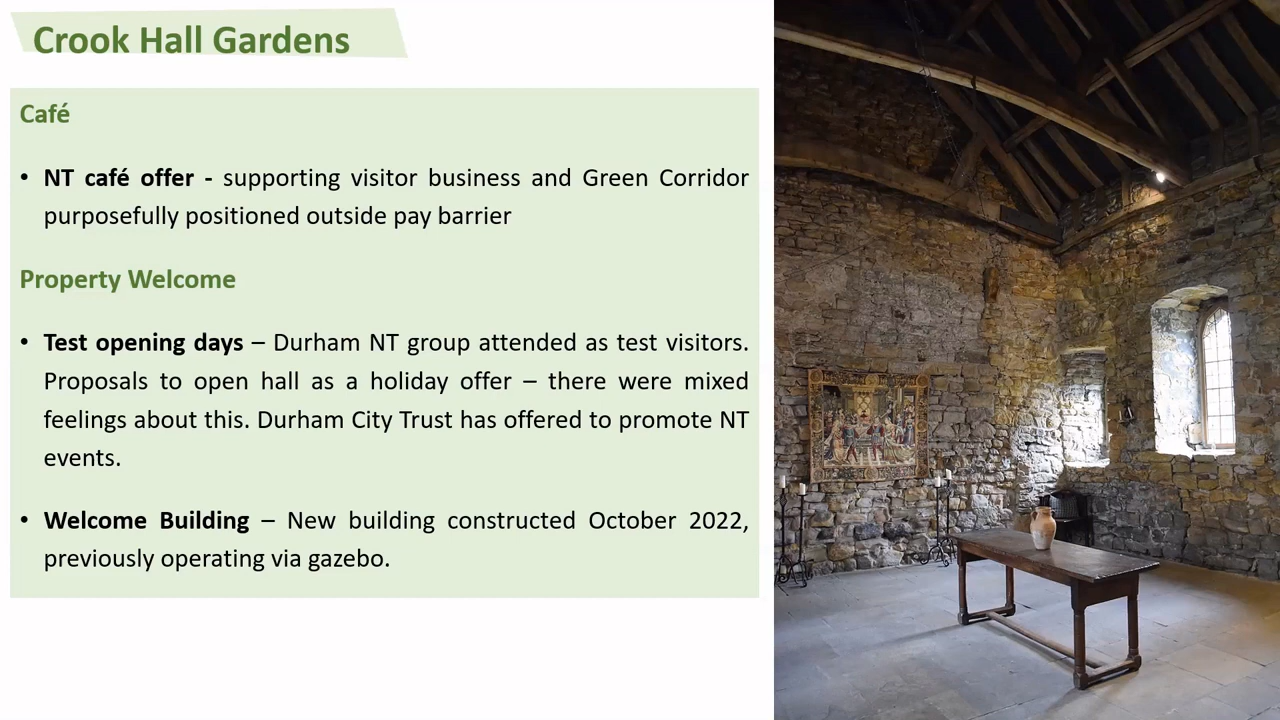 Crook Hall Gardens
Café
• NT café offer - supporting visitor business and Green Corridor
purposefully positioned outside pay barrier
Property Welcome
• Test opening days – Durham NT group attended as test visitors.
Proposals to open hall as a holiday offer – there were mixed
feelings about this. Durham City Trust has offered to promote NT
events.
• Welcome Building – New building constructed October 2022,
previously operating via gazebo.